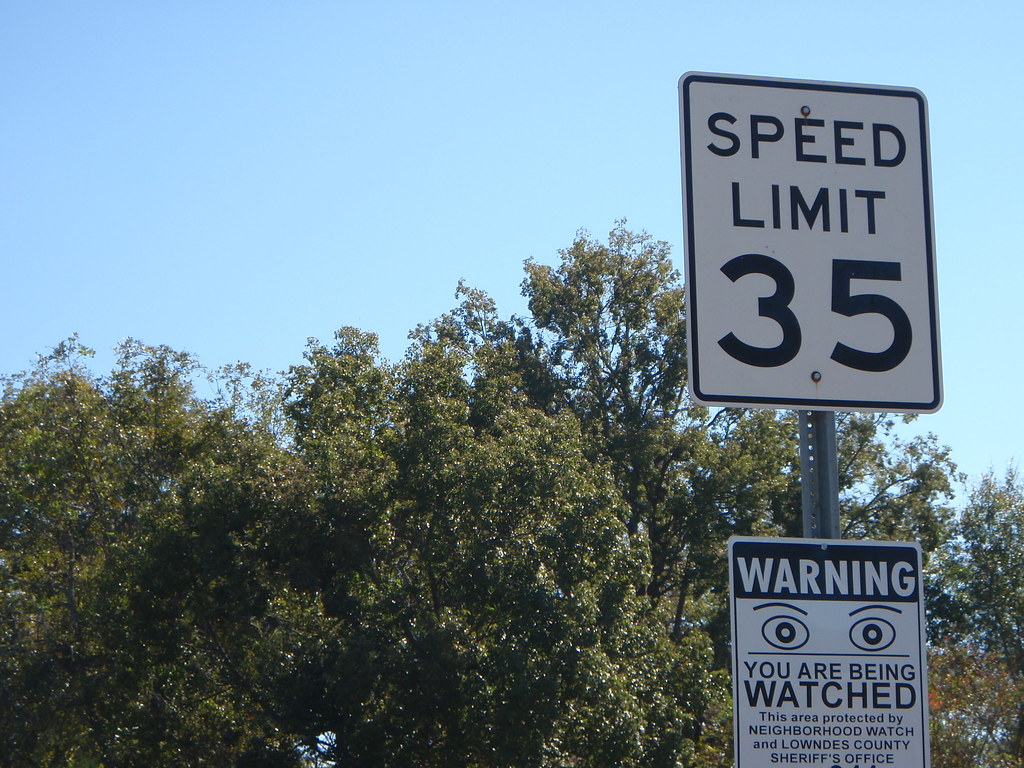 SPEED
LIMIT
35
WARNING
YOU ARE BEING
WATCHED
This area protected by
NEIGHBORHOOD WATCH
and LOWNDES COUNTY
SHERIFF'S OFFICE